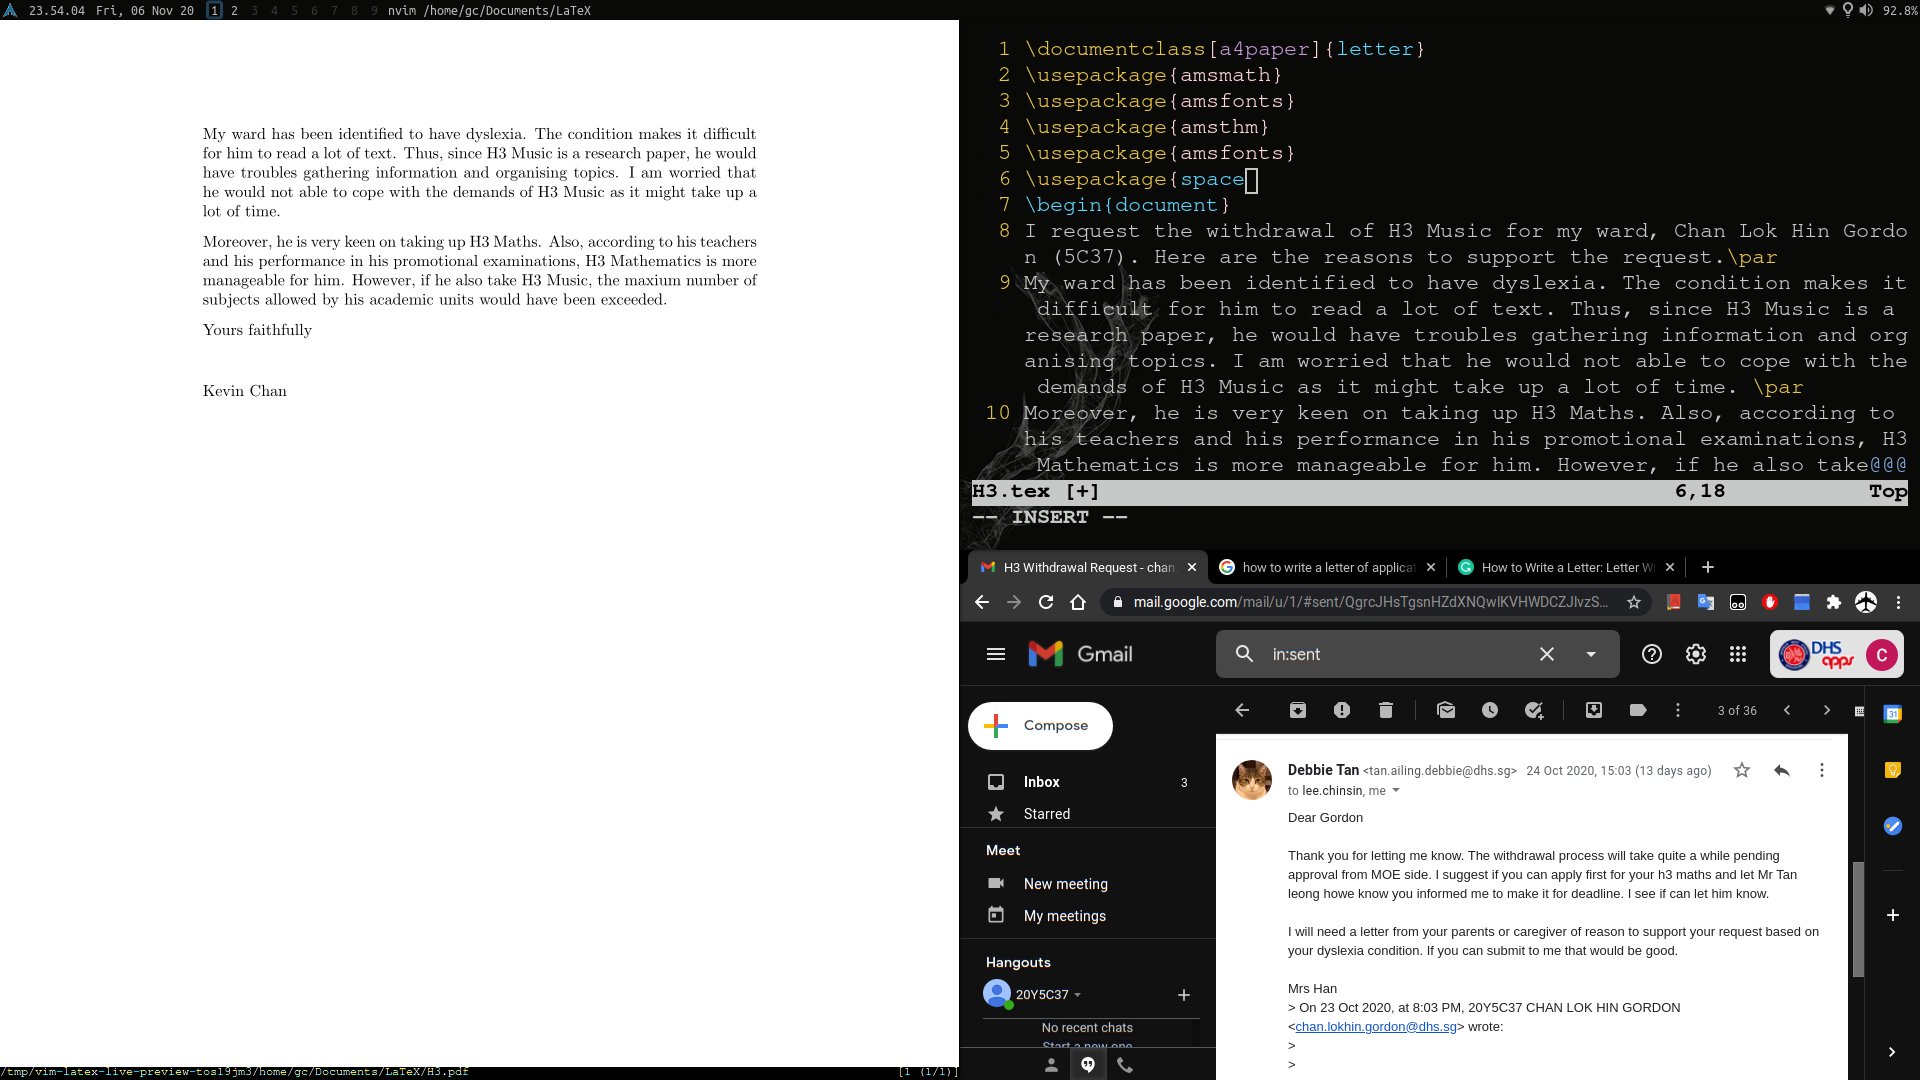 23.54.04 Fri, 06 Nov 20 1 2 3 4 5 6 7 8 9 nvim /home/gc/Documents/LaTeX
92.8%
My ward has been identified to have dyslexia. The condition makes it difficult
for him to read a lot of text. Thus, since H3 Music is a research paper, he would
have troubles gathering information and organising topics. I am worried that
he would not able to cope with the demands of H3 Music as it might take up a
lot of time.
Moreover, he is very keen on taking up H3 Maths. Also, according to his teachers
and his performance in his promotional examinations, H3 Mathematics is more
manageable for him. However, if he also take H3 Music, the maxium number of
subjects allowed by his academic units would have been exceeded.
Yours faithfully
Kevin Chan
/tmp/vim-latex-live-preview-tos19jm3/home/gc/Documents/LaTeX/H3.pdf
[1 (1/1)]
1 \documentclass[a4paper]{letter}
2 \usepackage{amsmath}
3 \usepackage{amsfonts}
4 \usepackage{amsthm}
5 \usepackage{amsfonts}
6 \usepackage{space
7 \begin{document}
8 I request the withdrawal of H3 Music for my ward, Chan Lok Hin Gordo
n (5C37). Here are the reasons to support the request.\par
9 My ward has been identified to have dyslexia. The condition makes it
difficult for him to read a lot of text. Thus, since H3 Music is a
research paper, he would have troubles gathering information and org
anising topics. I am worried that he would not able to cope with the
demands of H3 Music as it might take up a lot of time. \par
10 Moreover, he is very keen on taking up H3 Maths. Also, according to
his teachers and his performance in his promotional examinations, H3
Mathematics is more manageable for him. However, if he also take@@@
H3.tex [+] 6,18 Top
-- INSERT --
H3 Withdrawal Request - chan.
how to write a letter of applicat
How to Write a Letter: Letter W
mail.google.com/mail/u/1/#sent/QgrcJHsTgsnHZdXNQwlKVHWDCZJlvzS...
Gmail
in:sent
DHS
apps
C
Compose
3 of 36
31
Inbox 3
Starred
Meet
New meeting
My meetings
Hangouts
20Y5C37
No recent chats
Start a new one
Debbie Tan <tan.ailing.debbie@dhs.sg> 24 Oct 2020, 15:03 (13 days ago)
to lee.chinsin, me
Dear Gordon
Thank you for letting me know. The withdrawal process will take quite a while pending
approval from MOE side. I suggest if you can apply first for your h3 maths and let Mr Tan
leong howe know you informed me to make it for deadline. I see if can let him know.
I will need a letter from your parents or caregiver of reason to support your request based on
your dyslexia condition. If you can submit to me that would be good.
Mrs Han
> On 23 Oct 2020, at 8:03 PM, 20Y5C37 CHAN LOK HIN GORDON
<chan.lokhin.gordon@dhs.sg> wrote:
>
>